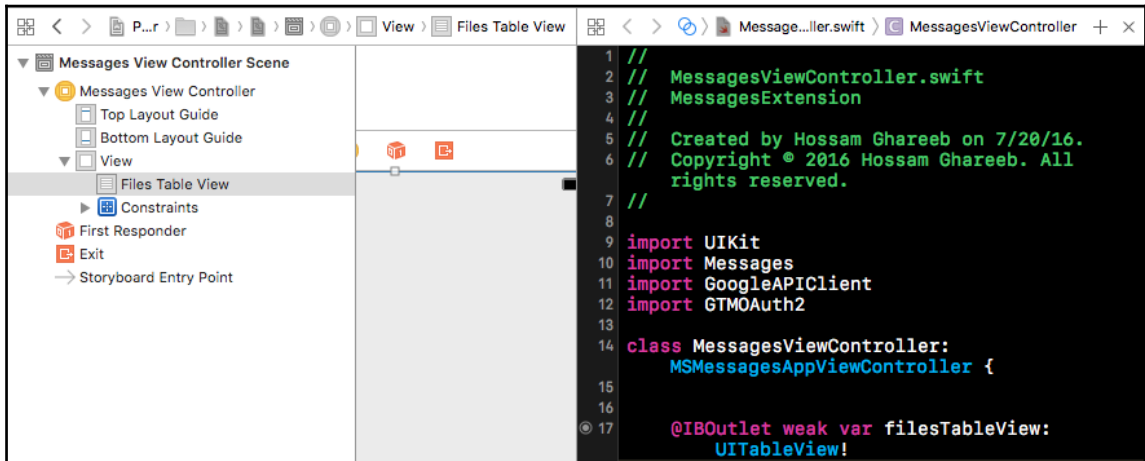 P...r View Files Table View
Messages View Controller Scene
Messages View Controller
Top Layout Guide
Bottom Layout Guide
View
Files Table View
Constraints
First Responder
Exit
Storyboard Entry Point
Message...ller.swift C MessagesViewController
1 //
2 // MessagesViewController.swift
3 // MessagesExtension
4 //
5 // Created by Hossam Ghareeb on 7/20/16.
6 // Copyright © 2016 Hossam Ghareeb. All
rights reserved.
7 //
8
9 import UIKit
10 import Messages
11 import GoogleAPIClient
12 import GTMOAuth2
13
14 class MessagesViewController:
MSMessagesAppViewController {
15
16
17 @IBOutlet weak var filesTableView:
UITableView!